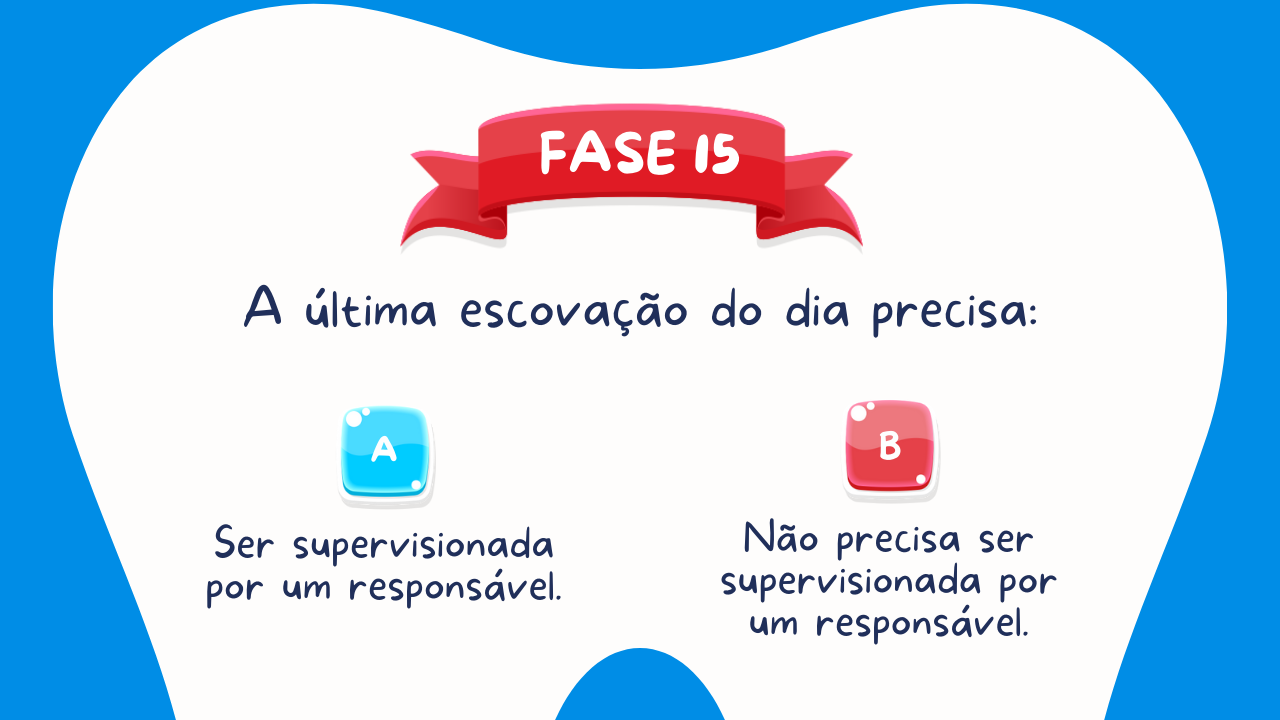 FASE 15
A última escovação do dia precisa:
A
Ser supervisionada
por um responsável.
B
Não precisa ser
supervisionada por
um responsável.